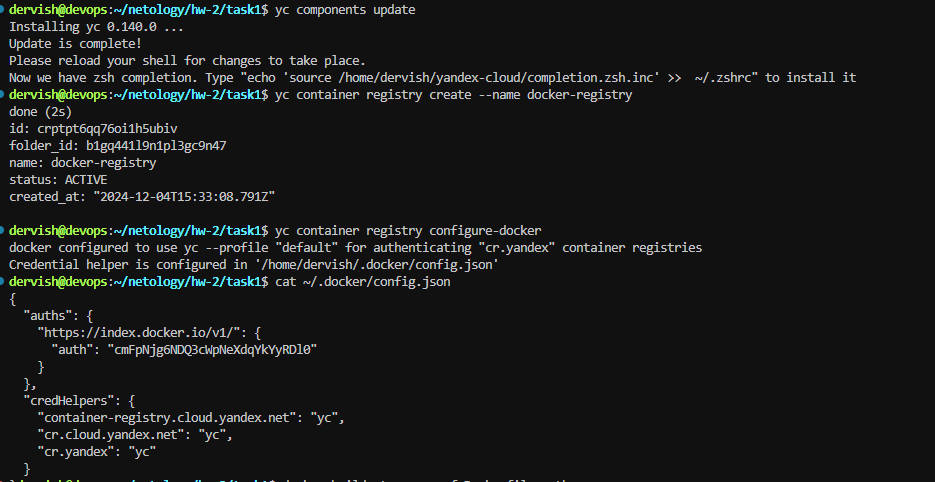 dervish@devops:~/netology/hw-2/task1$ yc components update
Installing yc 0.140.0 ...
Update is complete!
Please reload your shell for changes to take place.
Now we have zsh completion. Type "echo 'source /home/dervish/yandex-cloud/completion.zsh.inc' >>  ~/.zshrc" to install it
dervish@devops:~/netology/hw-2/task1$ yc container registry create --name docker-registry
done (2s)
id: crptpt6qq76oi1h5ubiv
folder_id: b1gq441l9n1pl3gc9n47
name: docker-registry
status: ACTIVE
created_at: "2024-12-04T15:33:08.791Z"
dervish@devops:~/netology/hw-2/task1$ yc container registry configure-docker
docker configured to use yc --profile "default" for authenticating "cr.yandex" container registries
Credential helper is configured in '/home/dervish/.docker/config.json'
dervish@devops:~/netology/hw-2/task1$ cat ~/.docker/config.json
{
  "auths": {
    "https://index.docker.io/v1/": {
      "auth": "cmFpNjg6NDQ3cWpNeXdqYkYyRDl0"
    }
  },
  "credHelpers": {
    "container-registry.cloud.yandex.net": "yc",
    "cr.cloud.yandex.net": "yc",
    "cr.yandex": "yc"
  }